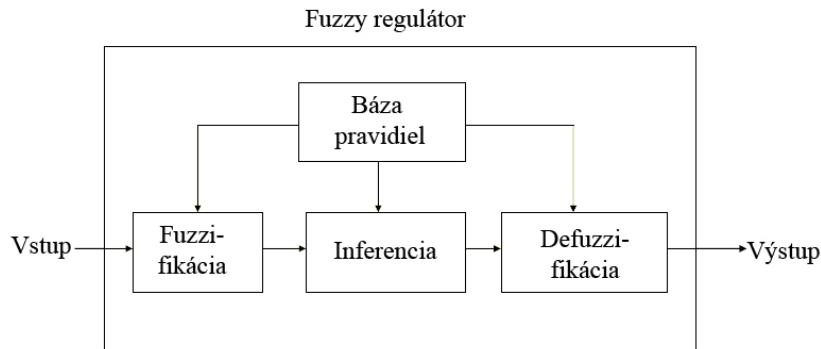 Fuzzy regulátor
Báza
pravidiel
Vstup
Fuzzi-
fikácia
Inferencia
Defuzzi-
fikácia
Výstup